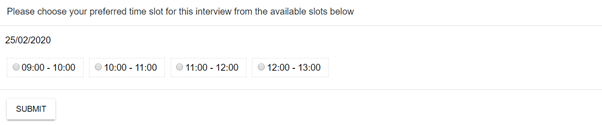 Please choose your preferred time slot for this interview from the available slots below
25/02/2020
09:00 - 10:00 10:00 - 11:00 11:00 - 12:00 12:00 - 13:00
SUBMIT